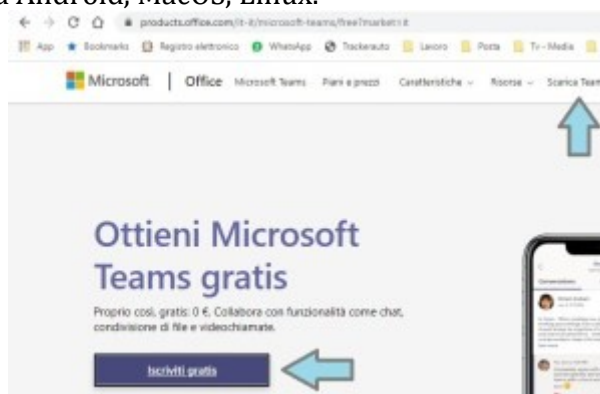 a Android, MacOS, Linux.
products.office.com/it-it/microsoft-teams/free?market=it
App Bookmarks Registro elettronico WhatsApp Trackerauto Lavoro Posta Tv-Media
Microsoft | Office Microsoft Teams Piani e prezzi Caratteristiche Risorse Scarica Team
Ottieni Microsoft
Teams gratis
Proprio così, gratis: 0 €. Collabora con funzionalità come chat,
condivisione di file e videochiamate.
Iscriviti gratis